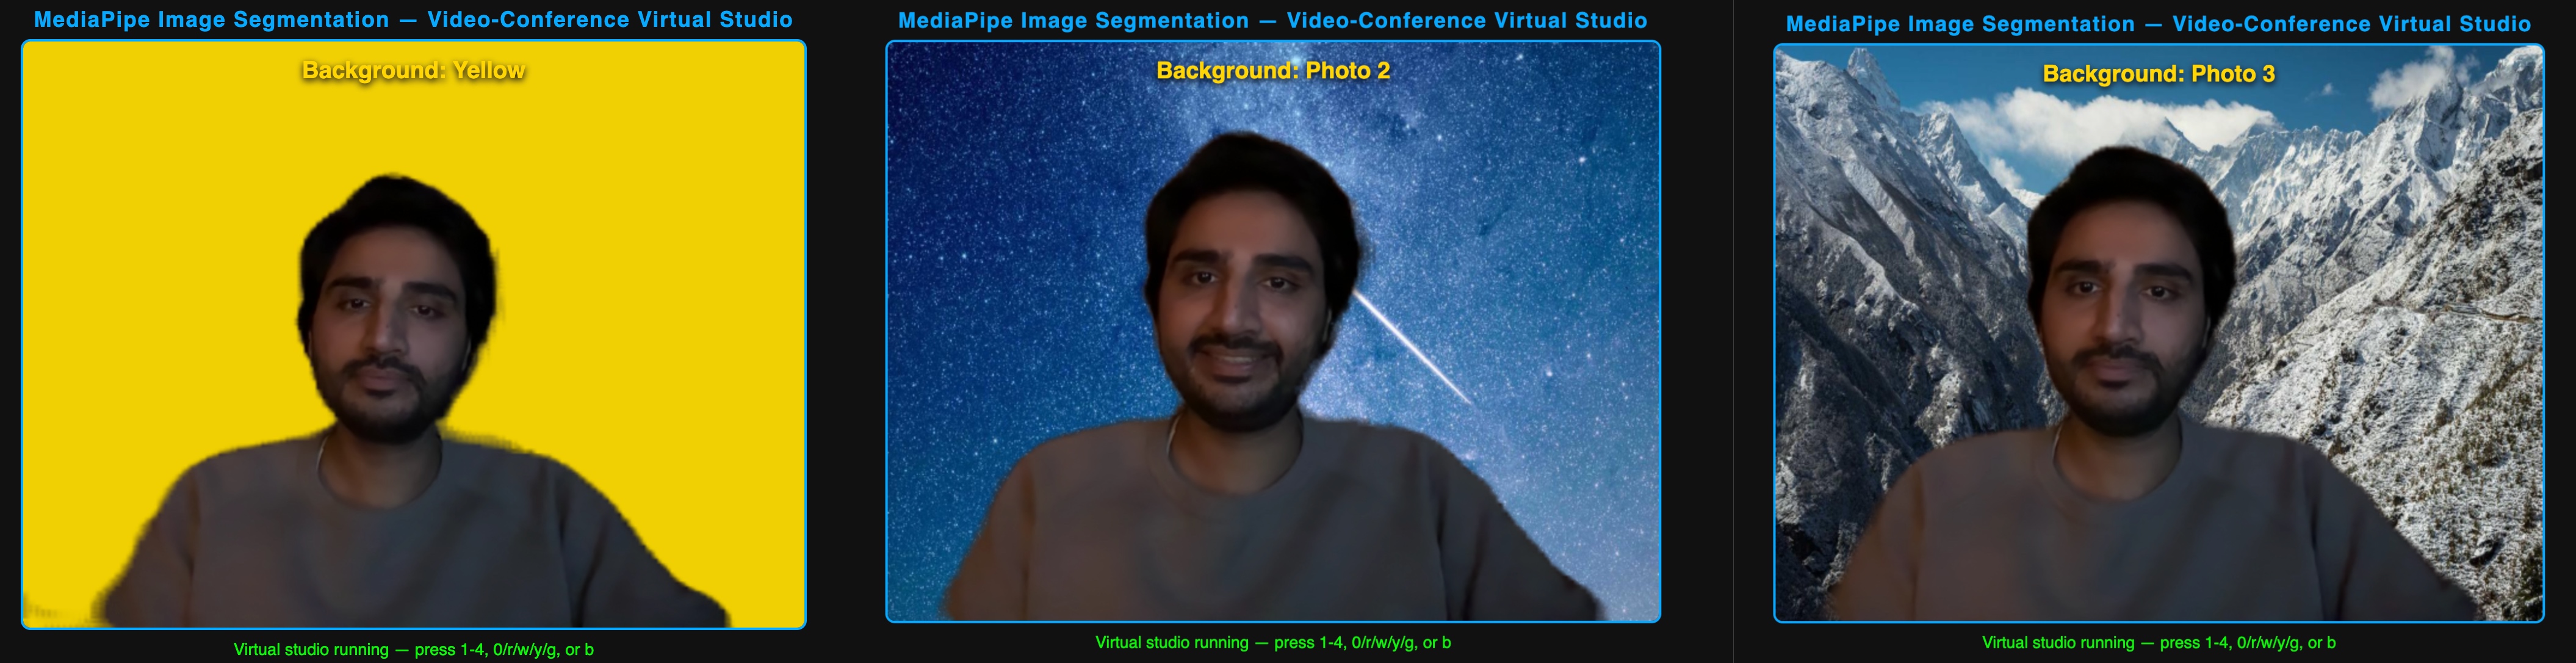 MediaPipe Image Segmentation — Video-Conference Virtual Studio
Background: Yellow
Virtual studio running — press 1-4, 0/r/w/y/g, or b
MediaPipe Image Segmentation — Video-Conference Virtual Studio
Background: Photo 2
Virtual studio running — press 1-4, 0/r/w/y/g, or b
MediaPipe Image Segmentation — Video-Conference Virtual Studio
Background: Photo 3
Virtual studio running — press 1-4, 0/r/w/y/g, or b